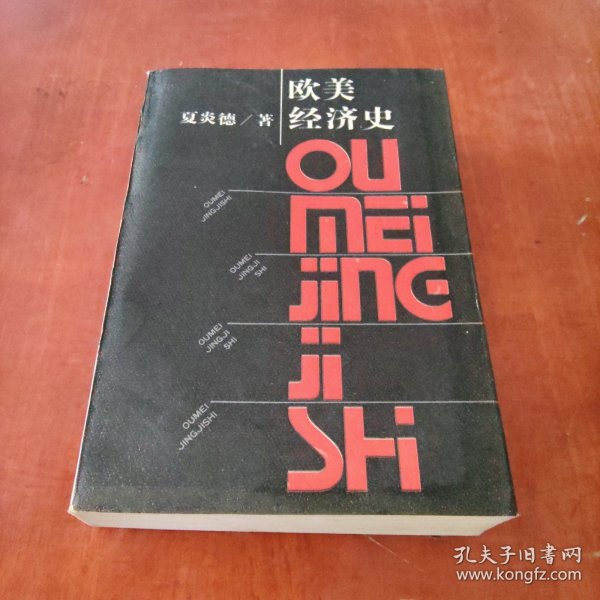 欧美
经济史
夏炎德／著
OU
MEI
JING
JI
SHI
OUMEI
JINGJISHI
OUMEI
JINGJI
SHI
OUMEI
JINGJI
SHI
OUMEI
JINGJISHI
孔夫子旧書网
www.kongfz.com